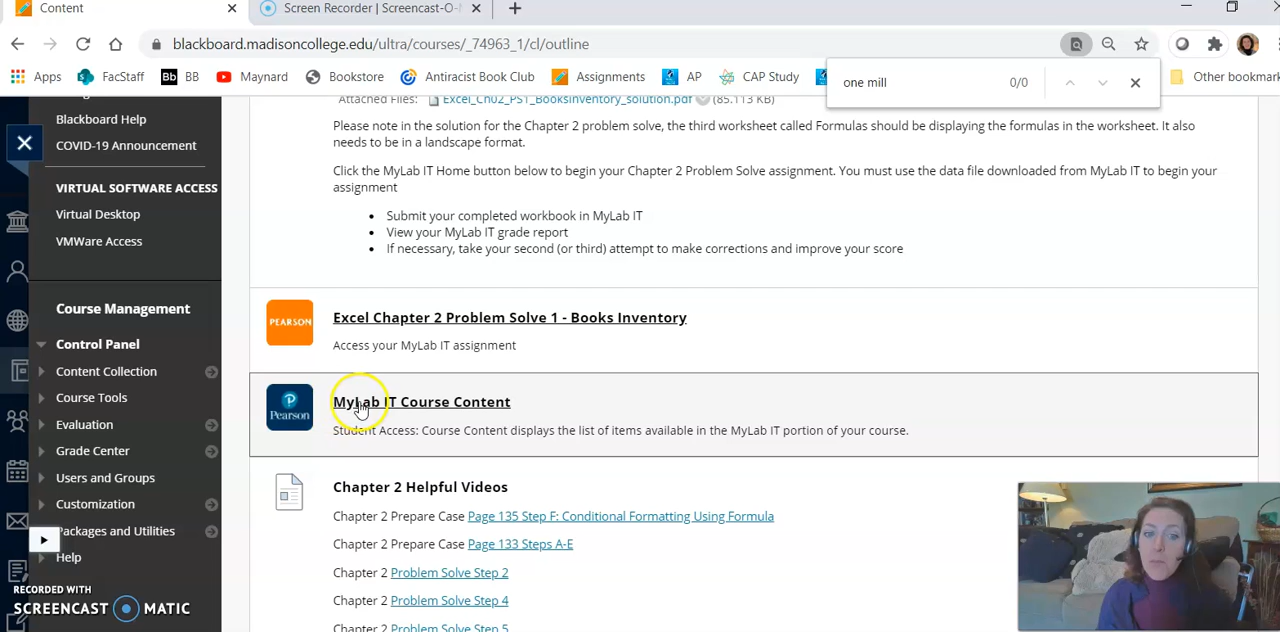 Content
Screen Recorder | Screencast-O-
blackboard.madisoncollege.edu/ultra/courses/_74963_1/cl/outline
Apps FacStaff BB BB Maynard Bookstore Antiracist Book Club Assignments AP CAP Study Other bookmar
one mill 0/0
Blackboard Help
COVID-19 Announcement
VIRTUAL SOFTWARE ACCESS
Virtual Desktop
VMWare Access
Course Management
Control Panel
Content Collection
Course Tools
Evaluation
Grade Center
Users and Groups
Customization
Packages and Utilities
Help
RECORDED WITH
SCREENCAST MATIC
Attached Files: Excel_Ch02_PS1_BooksInventory_solution.pdf (85.113 KB)
Please note in the solution for the Chapter 2 problem solve, the third worksheet called Formulas should be displaying the formulas in the worksheet. It also
needs to be in a landscape format.
Click the MyLab IT Home button below to begin your Chapter 2 Problem Solve assignment. You must use the data file downloaded from MyLab IT to begin your
assignment
• Submit your completed workbook in MyLab IT
• View your MyLab IT grade report
• If necessary, take your second (or third) attempt to make corrections and improve your score
PEARSON
Excel Chapter 2 Problem Solve 1 - Books Inventory
Access your MyLab IT assignment
Pearson
MyLab IT Course Content
Student Access: Course Content displays the list of items available in the MyLab IT portion of your course.
Chapter 2 Helpful Videos
Chapter 2 Prepare Case Page 135 Step F: Conditional Formatting Using Formula
Chapter 2 Prepare Case Page 133 Steps A-E
Chapter 2 Problem Solve Step 2
Chapter 2 Problem Solve Step 4
Chapter 2 Problem Solve Step 5